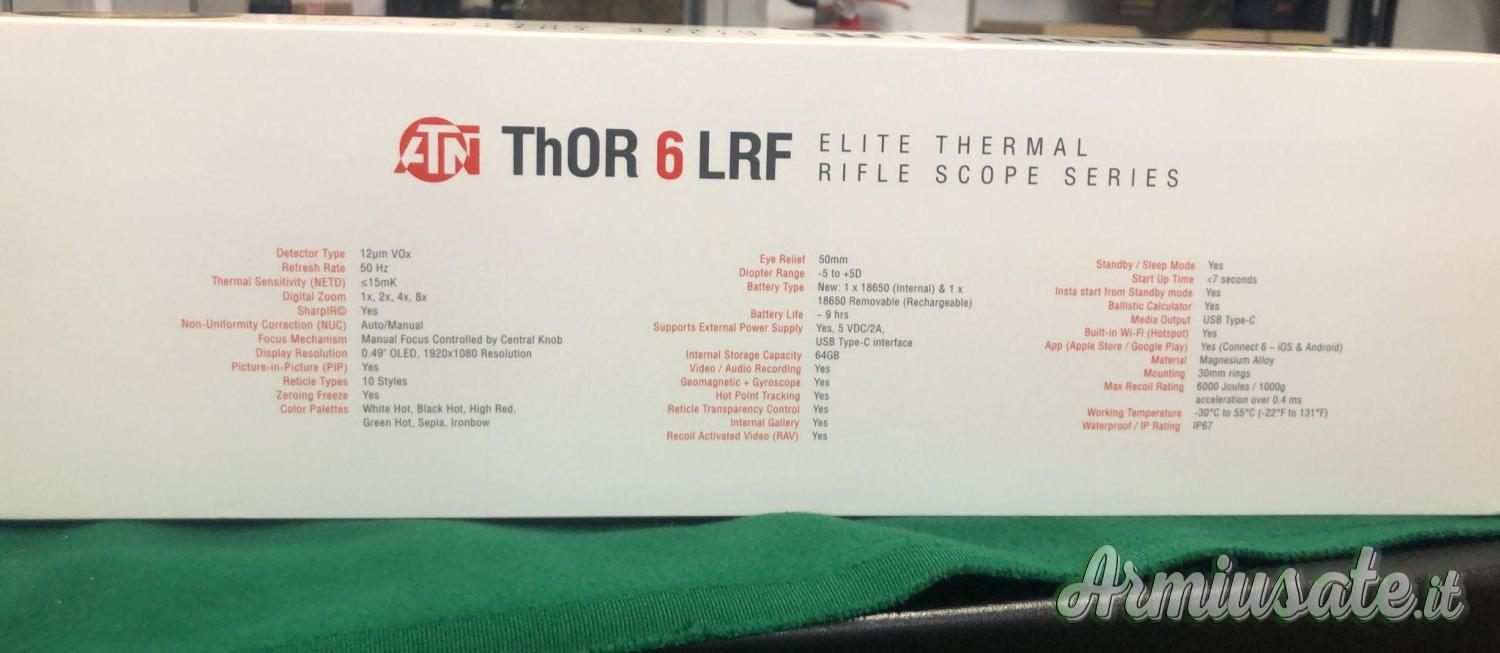 ATN ThOR 6 LRF ELITE THERMAL
RIFLE SCOPE SERIES
Detector Type 12µm VOx
Refresh Rate 50 Hz
Thermal Sensitivity (NETD) ≤15mK
Digital Zoom 1x, 2x, 4x, 8x
SharpIR© Yes
Non-Uniformity Correction (NUC) Auto/Manual
Focus Mechanism Manual Focus Controlled by Central Knob
Display Resolution 0.49" OLED, 1920x1080 Resolution
Picture-in-Picture (PIP) Yes
Reticle Types 10 Styles
Zeroing Freeze Yes
Color Palettes White Hot, Black Hot, High Red,
Green Hot, Sepia, Ironbow
Eye Relief 50mm
Diopter Range -5 to +5D
Battery Type New: 1 x 18650 (Internal) & 1 x
18650 Removable (Rechargeable)
Battery Life ~ 9 hrs
Supports External Power Supply Yes, 5 VDC/2A,
USB Type-C interface
Internal Storage Capacity 64GB
Video / Audio Recording Yes
Geomagnetic + Gyroscope Yes
Hot Point Tracking Yes
Reticle Transparency Control Yes
Internal Gallery Yes
Recoil Activated Video (RAV) Yes
Standby / Sleep Mode Yes
Start Up Time <7 seconds
Insta start from Standby mode Yes
Ballistic Calculator Yes
Media Output USB Type-C
Built-in Wi-Fi (Hotspot) Yes
App (Apple Store / Google Play) Yes (Connect 6 – iOS & Android)
Material Magnesium Alloy
Mounting 30mm rings
Max Recoil Rating 6000 Joules / 1000g
acceleration over 0.4 ms
Working Temperature -30°C to 55°C (-22°F to 131°F)
Waterproof / IP Rating IP67
Armiusate.it